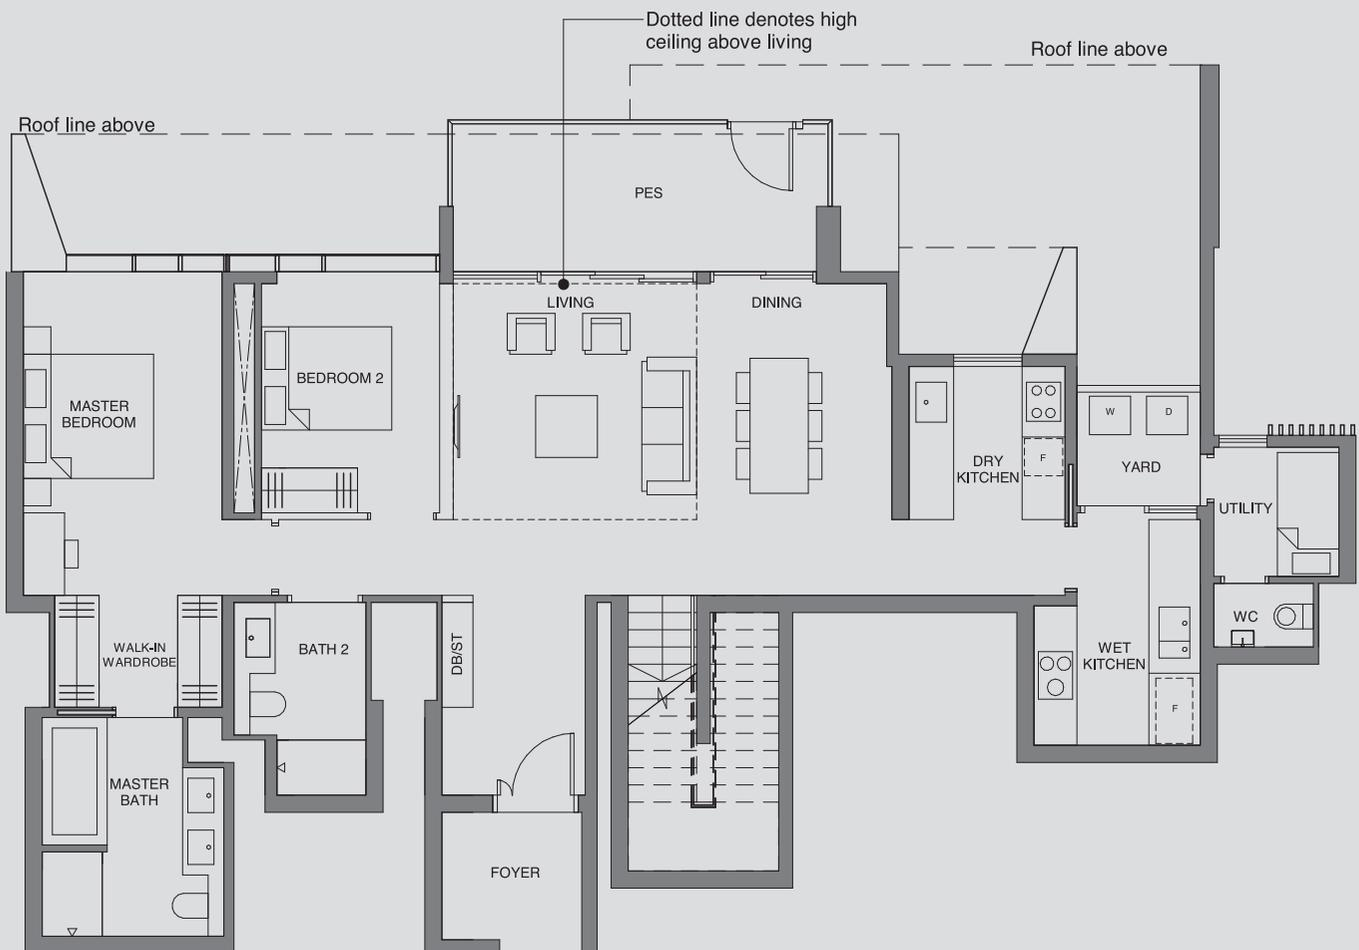 Dotted line denotes high
ceiling above living
Roof line above
Roof line above
PES
LIVING
DINING
BEDROOM 2
MASTER
BEDROOM
W
D
DRY
KITCHEN
F
YARD
UTILITY
WC
WALK-IN
WARDROBE
BATH 2
DB/ST
WET
KITCHEN
F
MASTER
BATH
FOYER